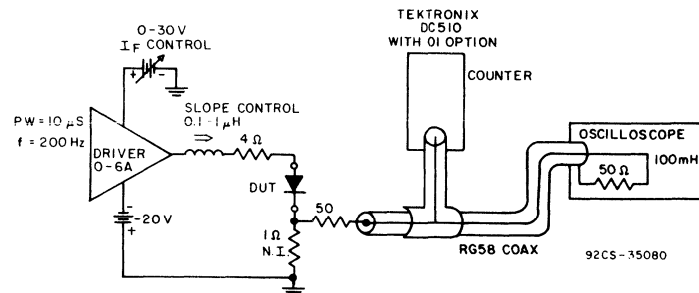 TEKTRONIX
DC510
WITH 01 OPTION
COUNTER
0-30V
IF CONTROL
+
-
PW = 10 μS
f = 200 Hz
DRIVER
0-6A
SLOPE CONTROL
0.1-1 μH
⇒
4 Ω
DUT
-
-20 V
+
50
1 Ω
N.I.
OSCILLOSCOPE
100mH
50 Ω
RG58 COAX
92CS-35080